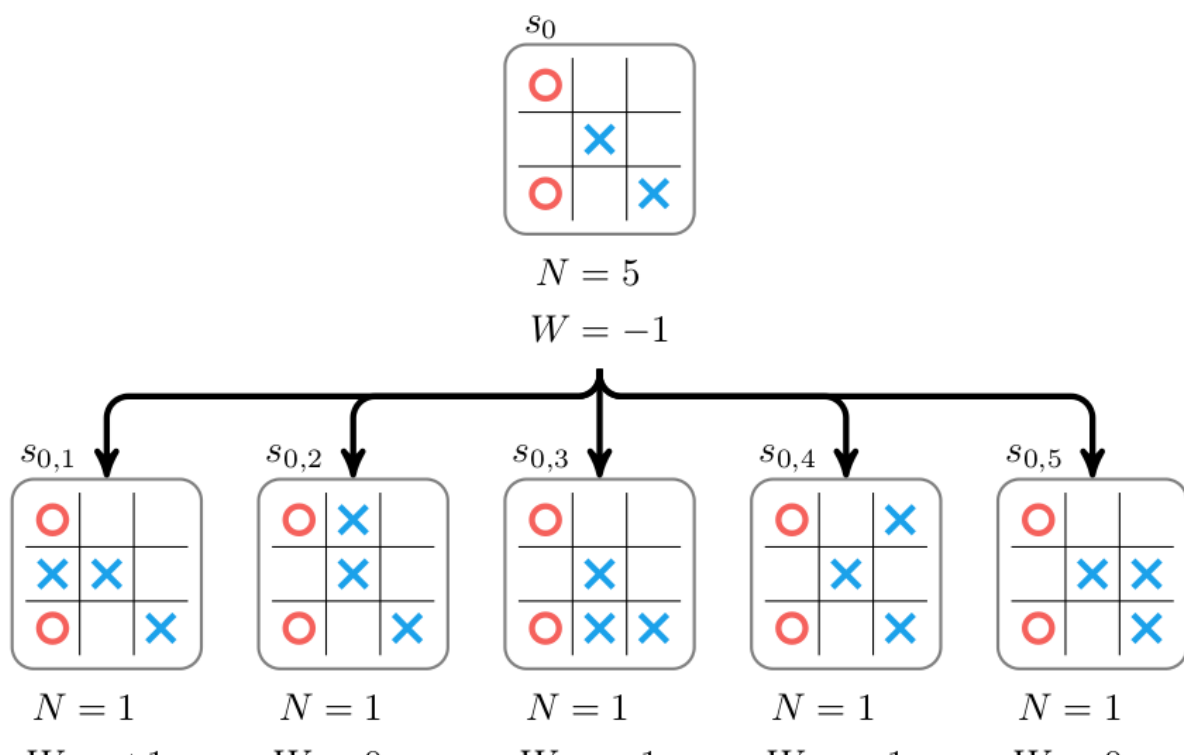 s0
N = 5
W = −1
s0,1 s0,2 s0,3 s0,4 s0,5
N = 1 N = 1 N = 1 N = 1 N = 1